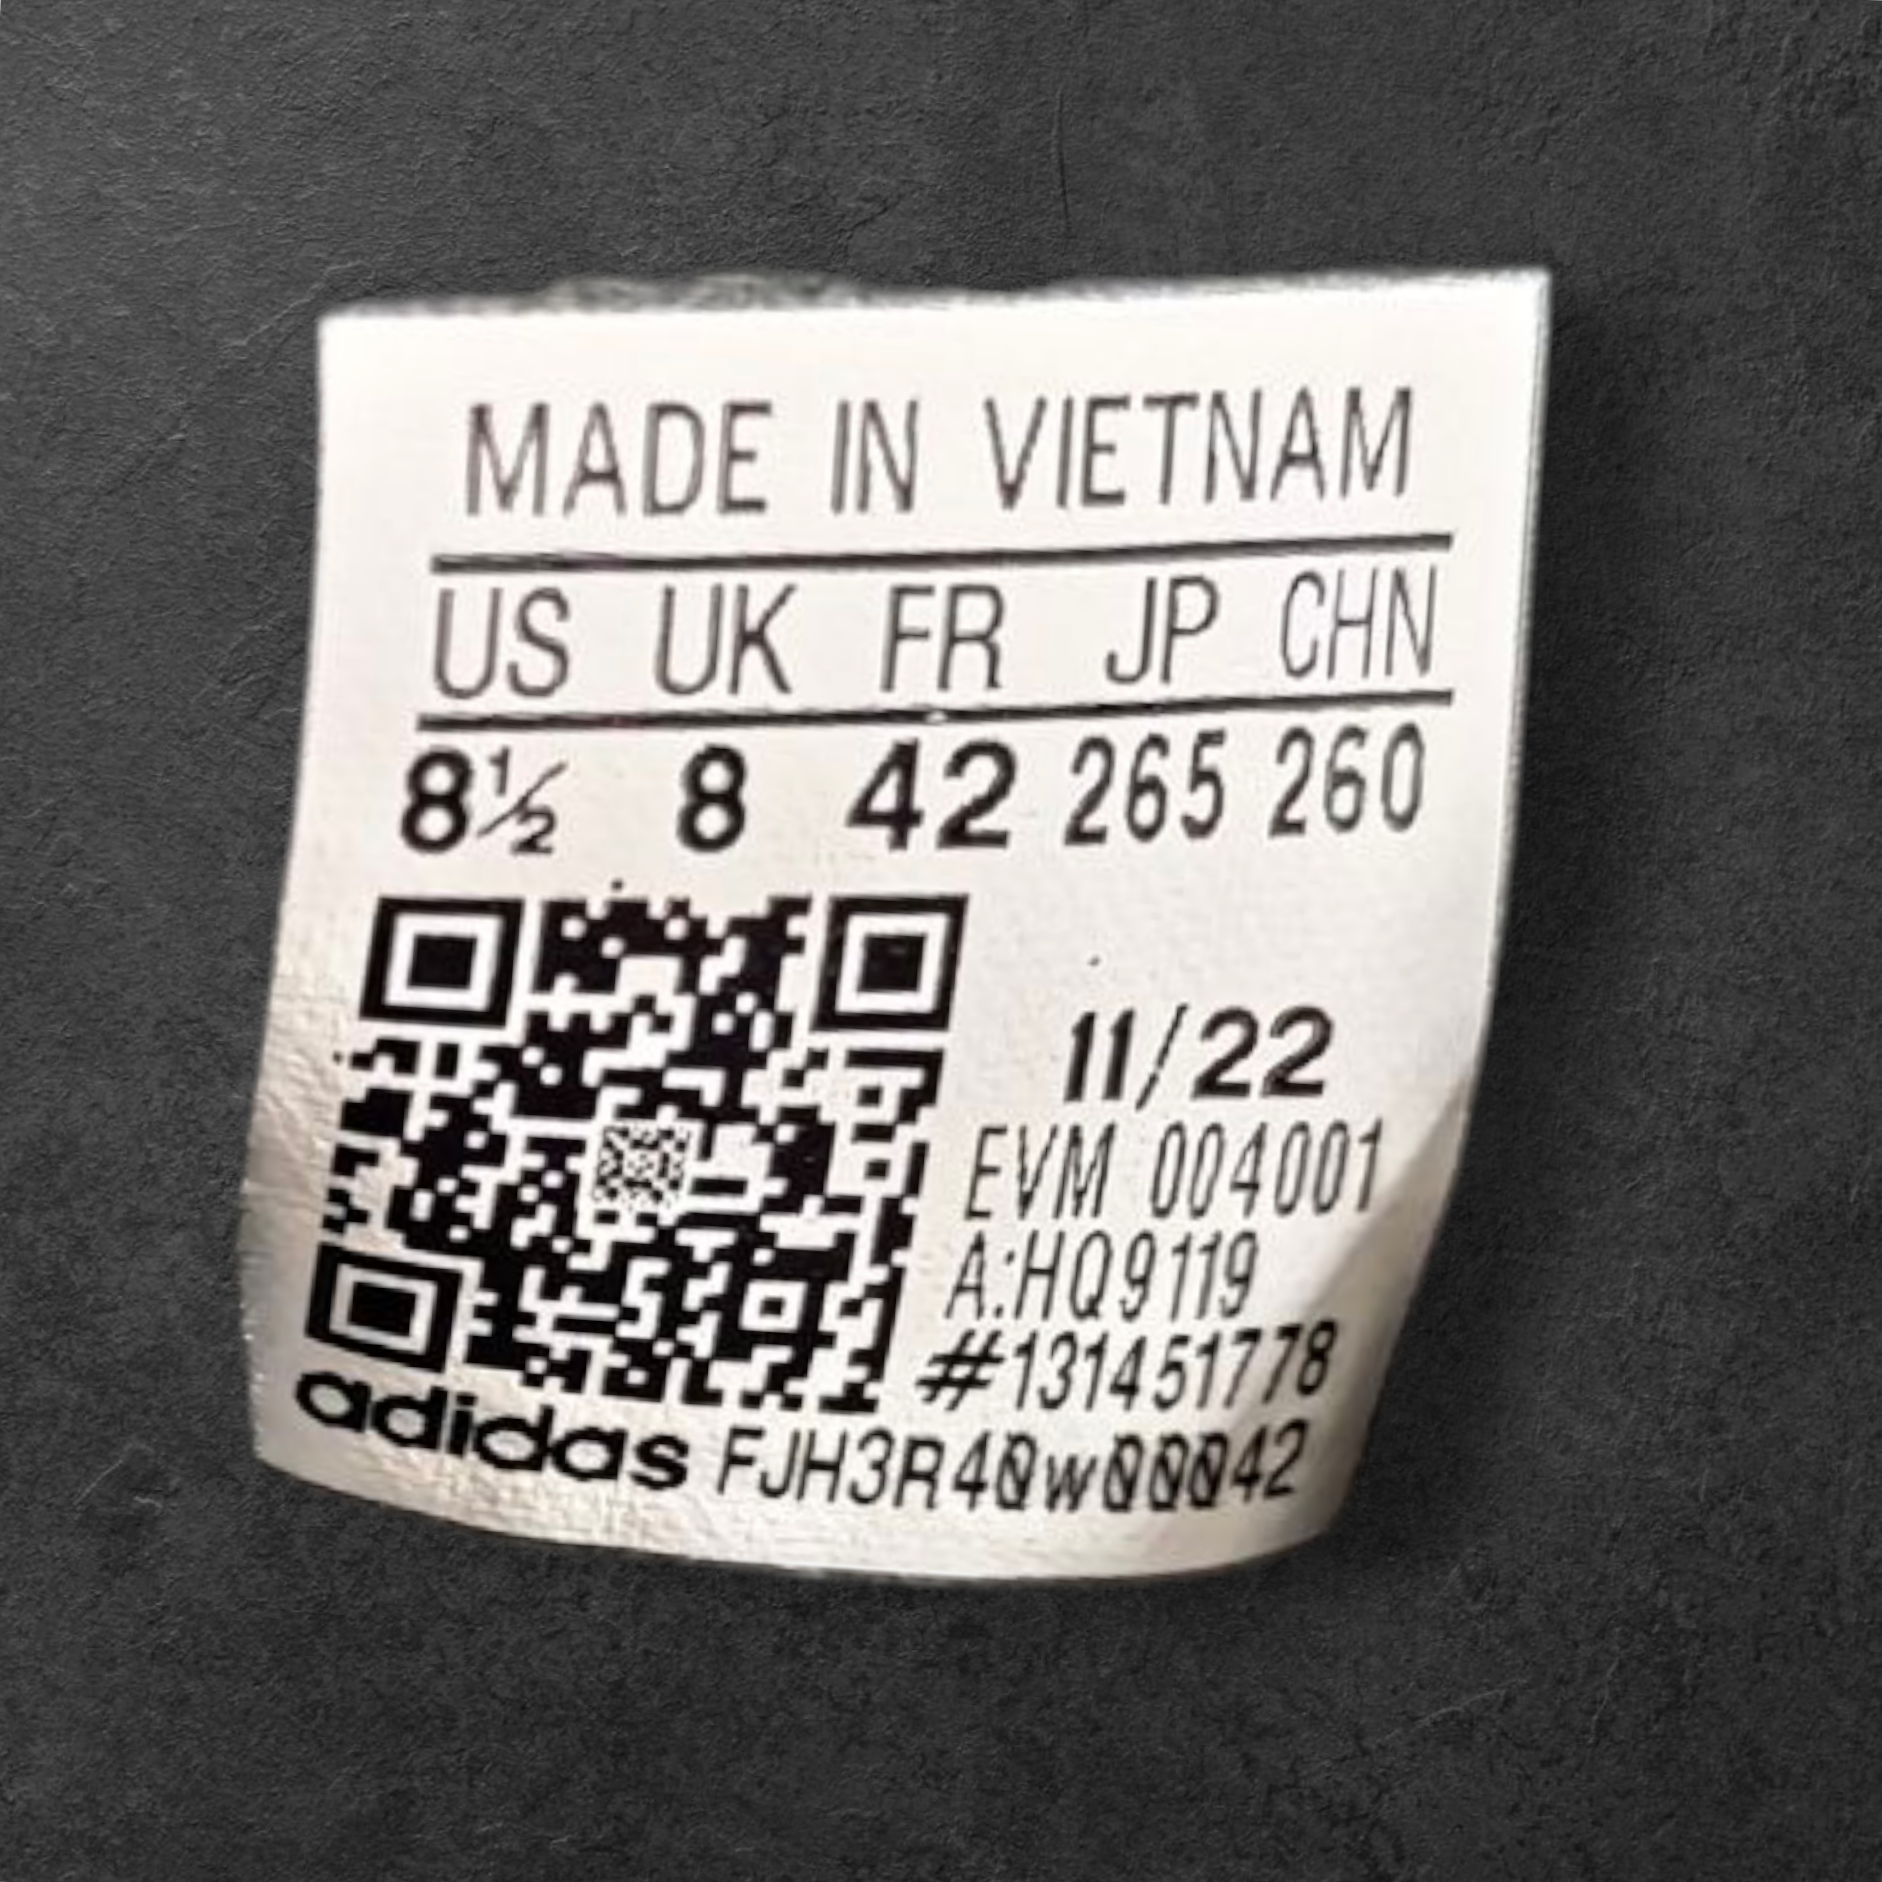 MADE IN VIETNAM
US UK FR JP CHN
8½ 8 42 265 260
11/22
EVM 004001
A:HQ9119
#131451778
adidas FJH3R40w00042